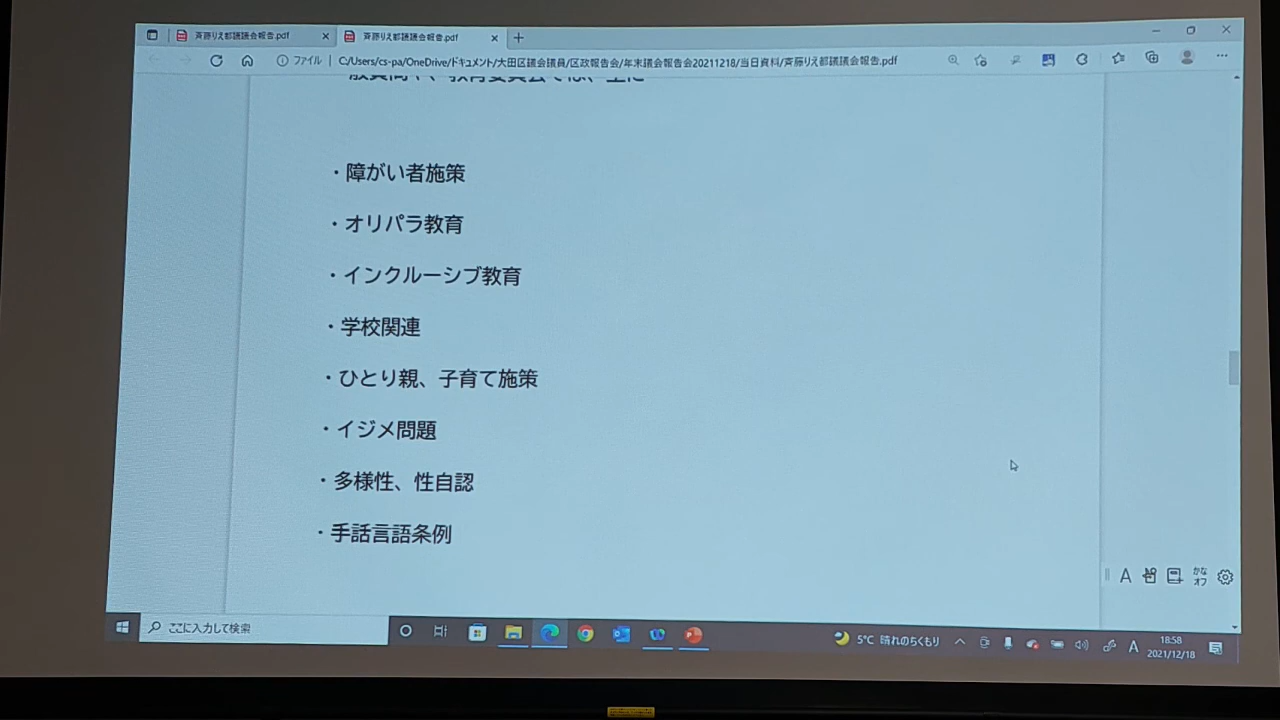 斉藤りえ都議議会報告.pdf
斉藤りえ都議議会報告.pdf
ファイル
C:/Users/cs-pa/OneDrive/ドキュメント/大田区議会議員/区政報告会/年末議会報告会20211218/当日資料/斉藤りえ都議議会報告.pdf
・障がい者施策
・オリパラ教育
・インクルーシブ教育
・学校関連
・ひとり親、子育て施策
・イジメ問題
・多様性、性自認
・手話言語条例
A
かな
オフ
ここに入力して検索
5°C 晴れのちくもり
A
18:58
2021/12/18